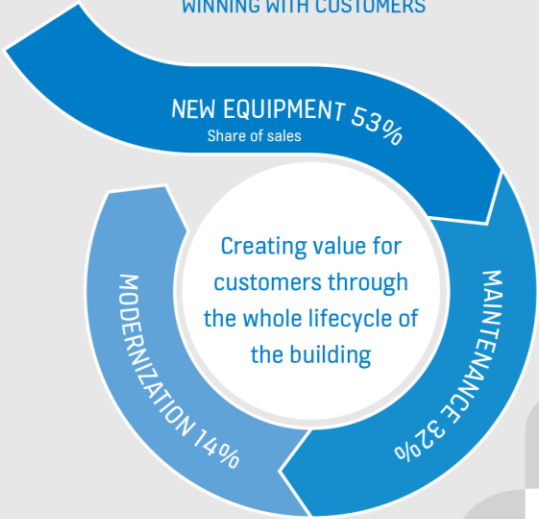 WINNING WITH CUSTOMERS
NEW EQUIPMENT 53%
Share of sales
Creating value for
customers through
the whole lifecycle of
the building
MAINTENANCE 32%
MODERNIZATION 14%